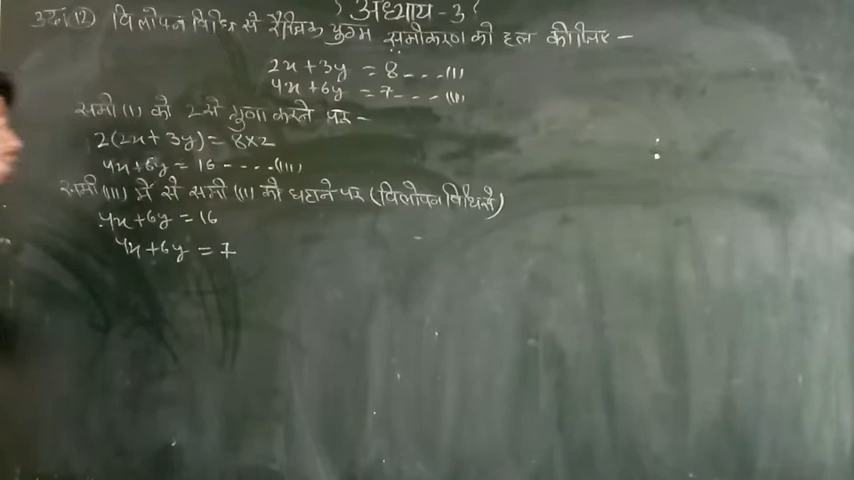 अध्याय-3
उदा० (12) विलोपन विधि से रैखिक युग्म समीकरण को हल कीजिए -
2x + 3y = 8 ---- (i)
4x + 6y = 7 ---- (ii)
समी (i) को 2 से गुना करने पर -
2(2x + 3y) = 8×2
4x + 6y = 16 ----- (iii)
समी (iii) में से समी (ii) को घटाने पर (विलोपन विधि से)
4x + 6y = 16
4x + 6y = 7